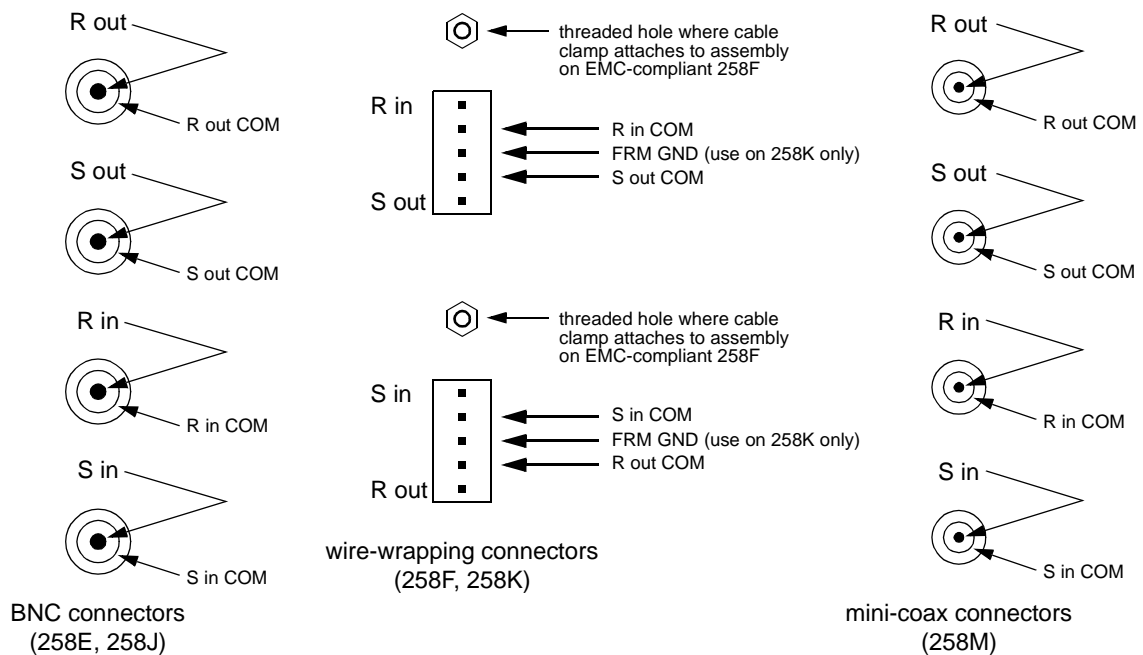 R out
R out COM
S out
S out COM
R in
R in COM
S in
S in COM
BNC connectors
(258E, 258J)
threaded hole where cable
clamp attaches to assembly
on EMC-compliant 258F
R in
R in COM
FRM GND (use on 258K only)
S out COM
S out
threaded hole where cable
clamp attaches to assembly
on EMC-compliant 258F
S in
S in COM
FRM GND (use on 258K only)
R out COM
R out
wire-wrapping connectors
(258F, 258K)
R out
R out COM
S out
S out COM
R in
R in COM
S in
S in COM
mini-coax connectors
(258M)